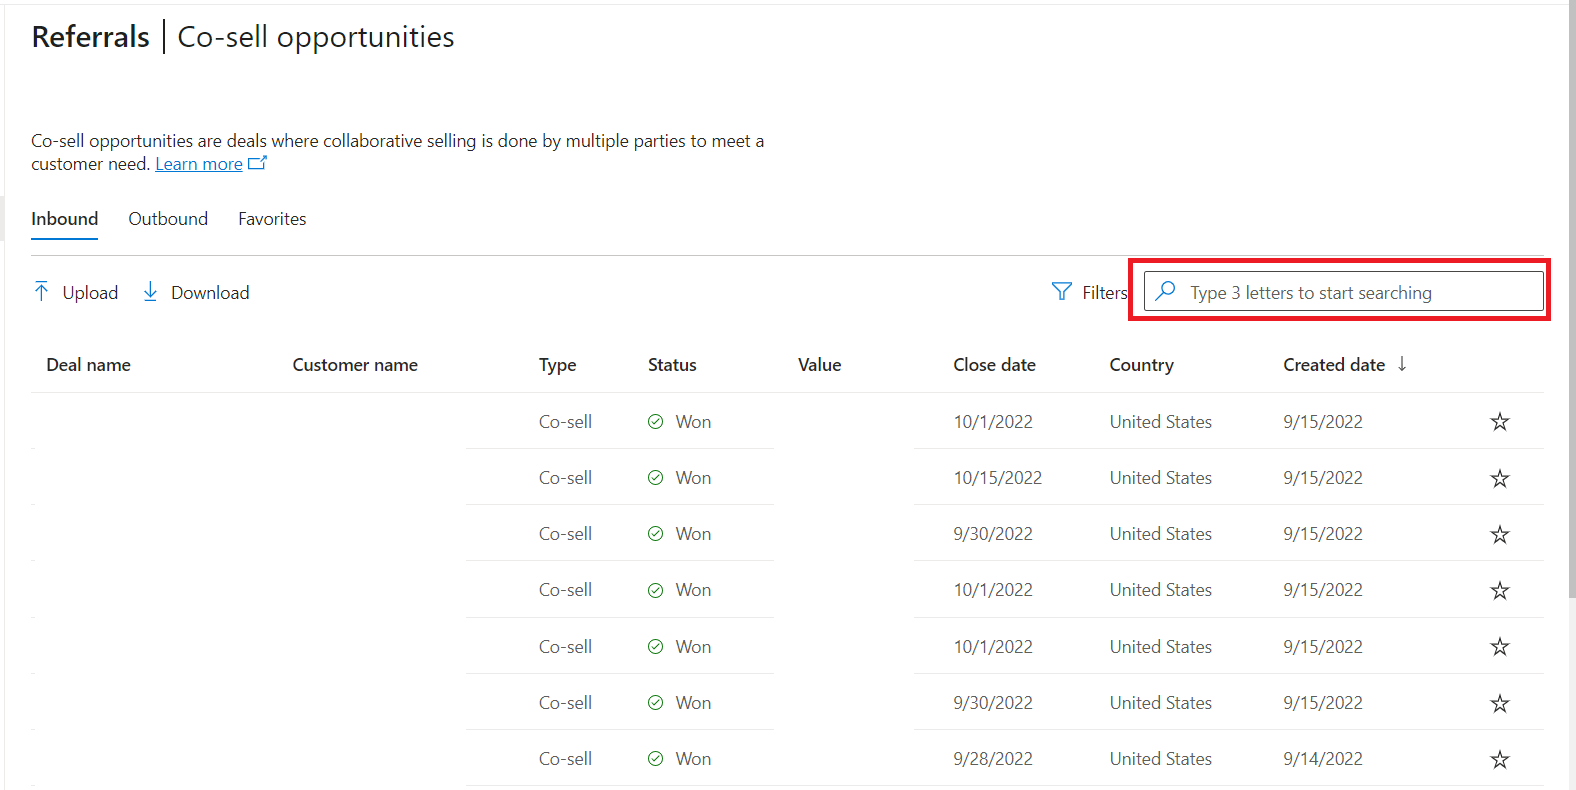 Referrals | Co-sell opportunities
Co-sell opportunities are deals where collaborative selling is done by multiple parties to meet a
customer need. Learn more
Inbound Outbound Favorites
Upload Download Filters Type 3 letters to start searching
Deal name Customer name Type Status Value Close date Country Created date
Co-sell Won 10/1/2022 United States 9/15/2022
Co-sell Won 10/15/2022 United States 9/15/2022
Co-sell Won 9/30/2022 United States 9/15/2022
Co-sell Won 10/1/2022 United States 9/15/2022
Co-sell Won 10/1/2022 United States 9/15/2022
Co-sell Won 9/30/2022 United States 9/15/2022
Co-sell Won 9/28/2022 United States 9/14/2022